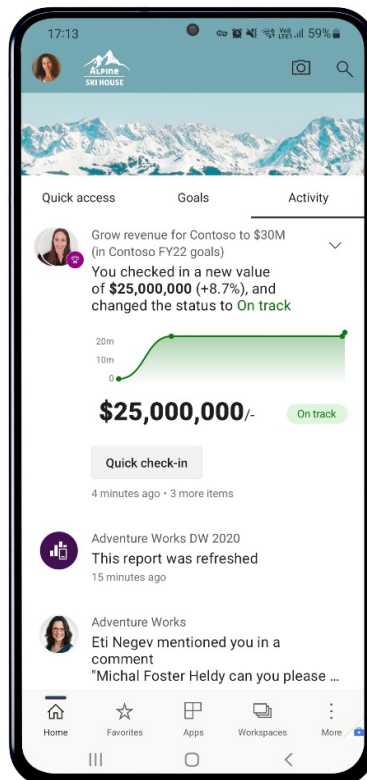 17:13
59%
ALPINE
SKI HOUSE
Quick access Goals Activity
Grow revenue for Contoso to $30M
(in Contoso FY22 goals)
You checked in a new value
of $25,000,000 (+8.7%), and
changed the status to On track
20m
10m
0
$25,000,000/-
On track
Quick check-in
4 minutes ago • 3 more items
Adventure Works DW 2020
This report was refreshed
15 minutes ago
Adventure Works
Eti Negev mentioned you in a
comment
"Michal Foster Heldy can you please ...
Home Favorites Apps Workspaces More